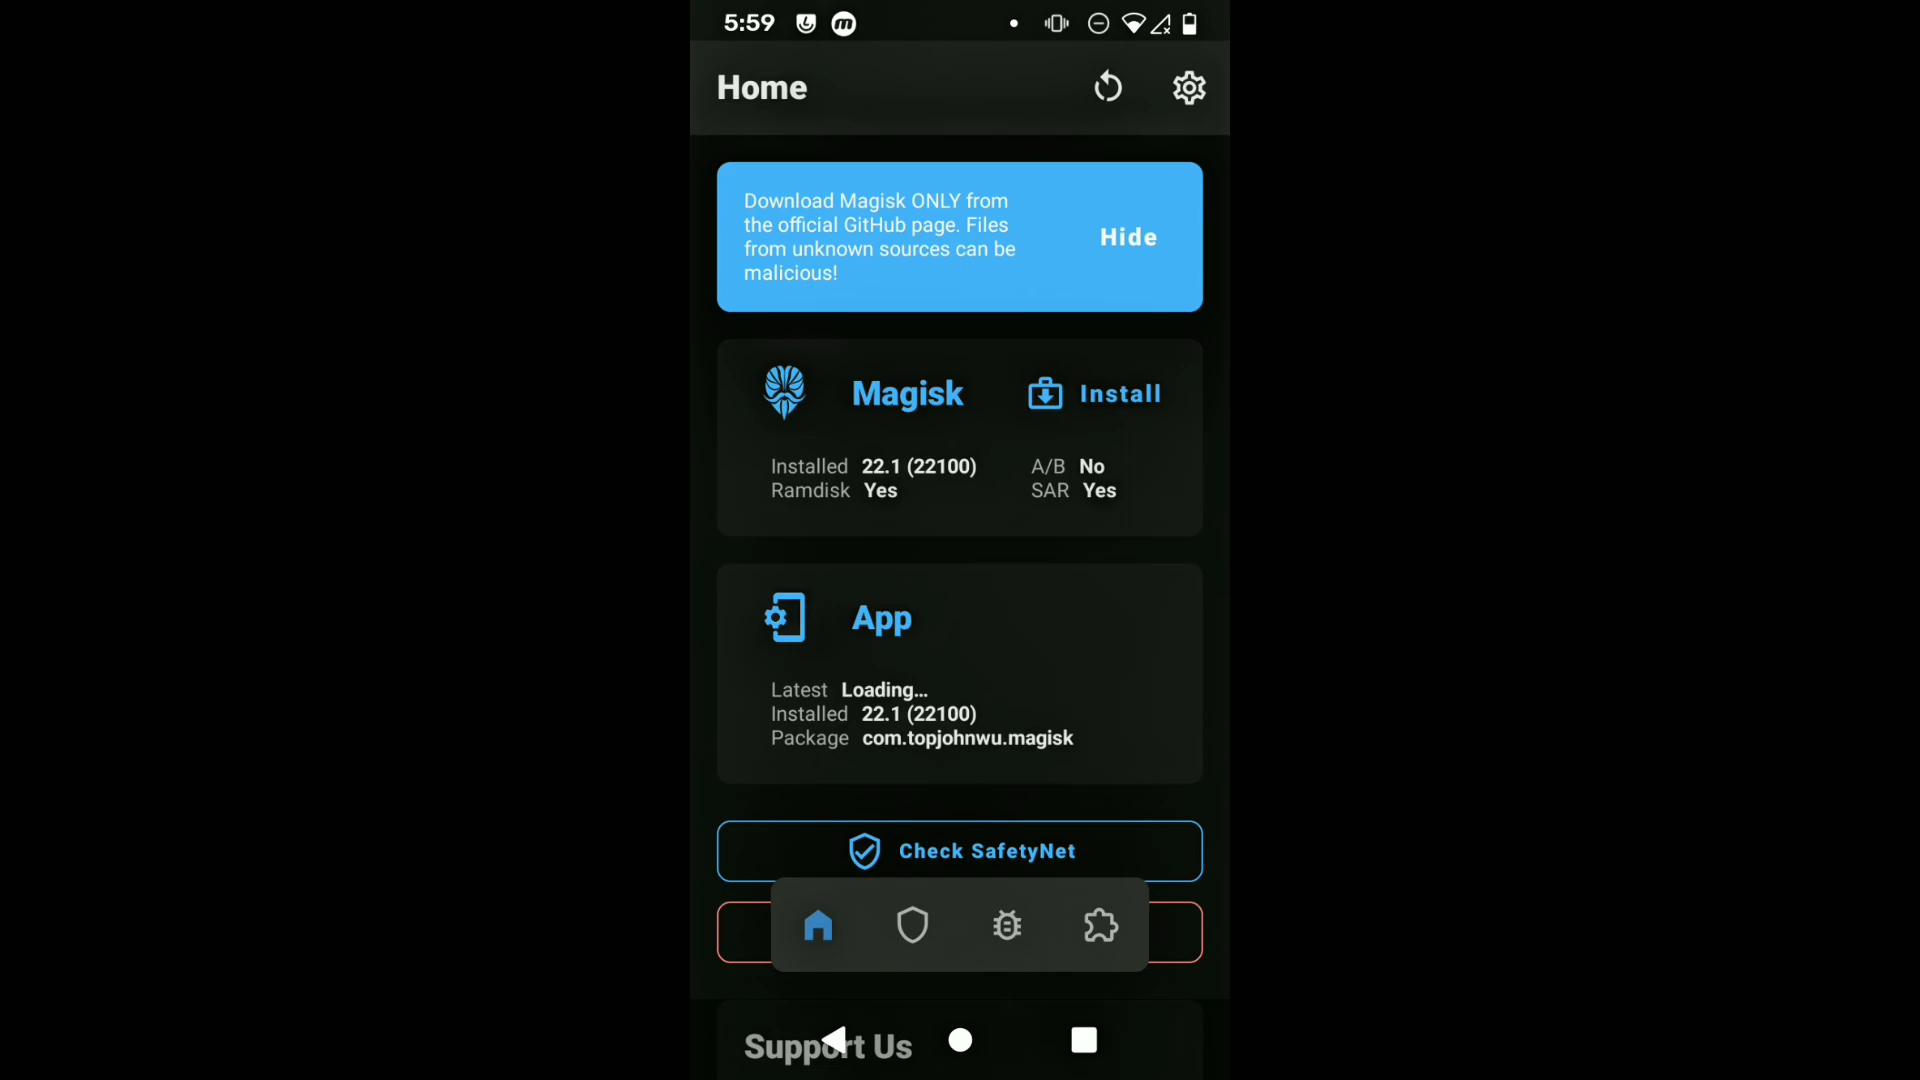 5:59
Home
Download Magisk ONLY from
the official GitHub page. Files
from unknown sources can be
malicious!
Hide
Magisk
Install
Installed 22.1 (22100)
A/B No
Ramdisk Yes
SAR Yes
App
Latest Loading...
Installed 22.1 (22100)
Package com.topjohnwu.magisk
Check SafetyNet
Support Us